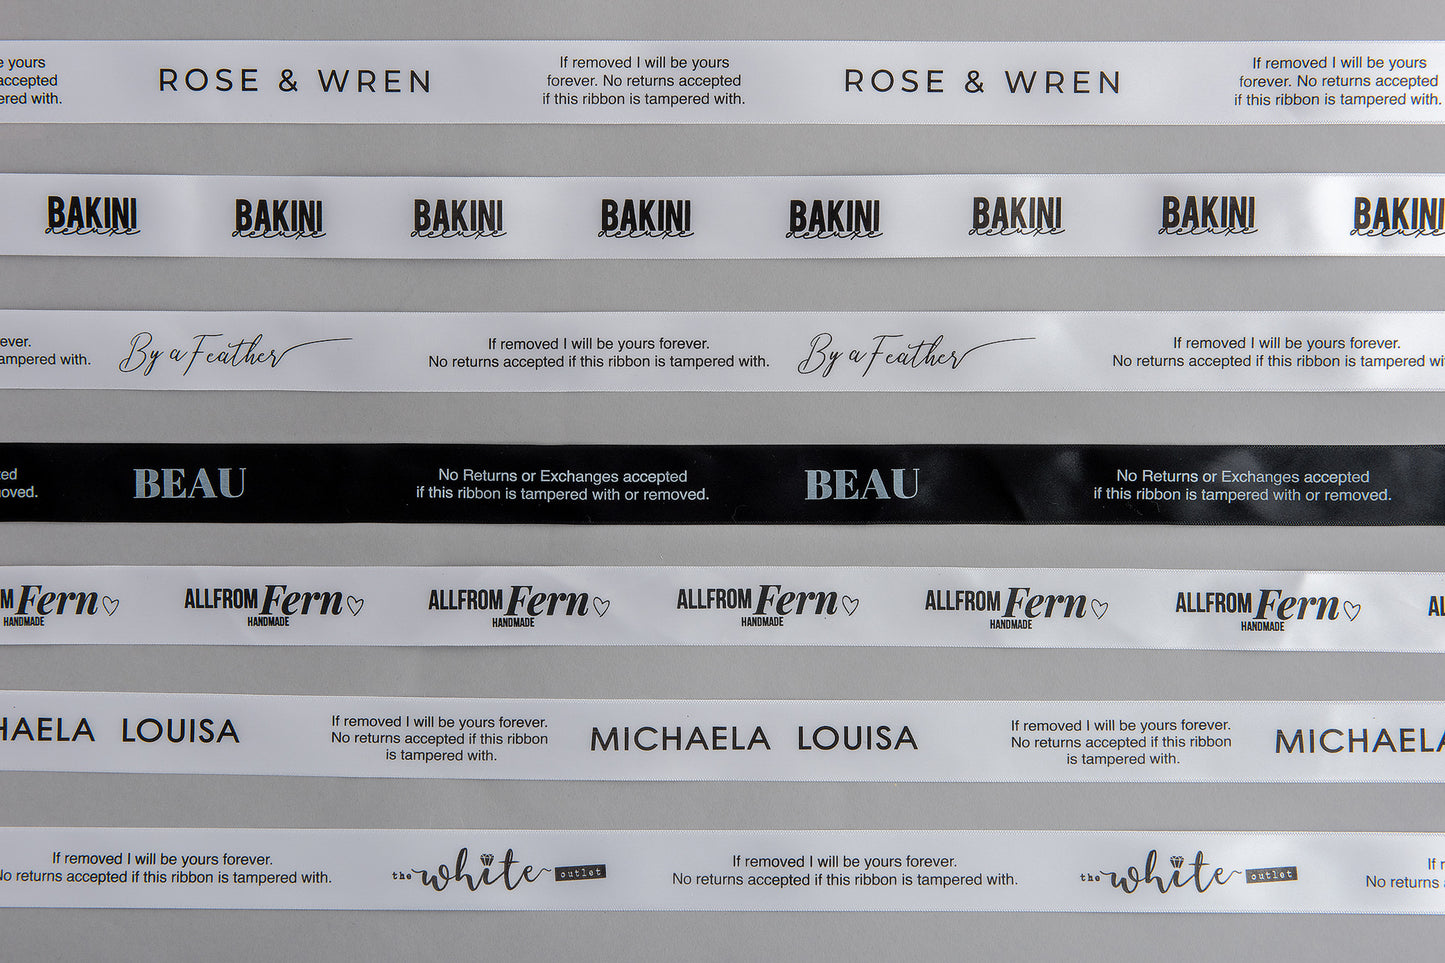 e yours
accepted
ered with.
ROSE & WREN
If removed I will be yours
forever. No returns accepted
if this ribbon is tampered with.
ROSE & WREN
If removed I will be yours
forever. No returns accepted
if this ribbon is tampered with.
BAKINI
deluxe
BAKINI
deluxe
BAKINI
deluxe
BAKINI
deluxe
BAKINI
deluxe
BAKINI
deluxe
BAKINI
deluxe
BAKINI
deluxe
ever.
ampered with.
By a Feather
If removed I will be yours forever.
No returns accepted if this ribbon is tampered with.
By a Feather
If removed I will be yours forever.
No returns accepted if this ribbon is tampered wi
ed
oved.
BEAU
No Returns or Exchanges accepted
if this ribbon is tampered with or removed.
BEAU
No Returns or Exchanges accepted
if this ribbon is tampered with or removed.
M Fern
HANDMADE
ALLFROM Fern
HANDMADE
ALLFROM Fern
HANDMADE
ALLFROM Fern
HANDMADE
ALLFROM Fern
HANDMADE
ALLFROM Fern
HANDMADE
AL
HAELA LOUISA
If removed I will be yours forever.
No returns accepted if this ribbon
is tampered with.
MICHAELA LOUISA
If removed I will be yours forever.
No returns accepted if this ribbon
is tampered with.
MICHAELA
If removed I will be yours forever.
No returns accepted if this ribbon is tampered with.
the white outlet
If removed I will be yours forever.
No returns accepted if this ribbon is tampered with.
the white outlet
If r
No returns